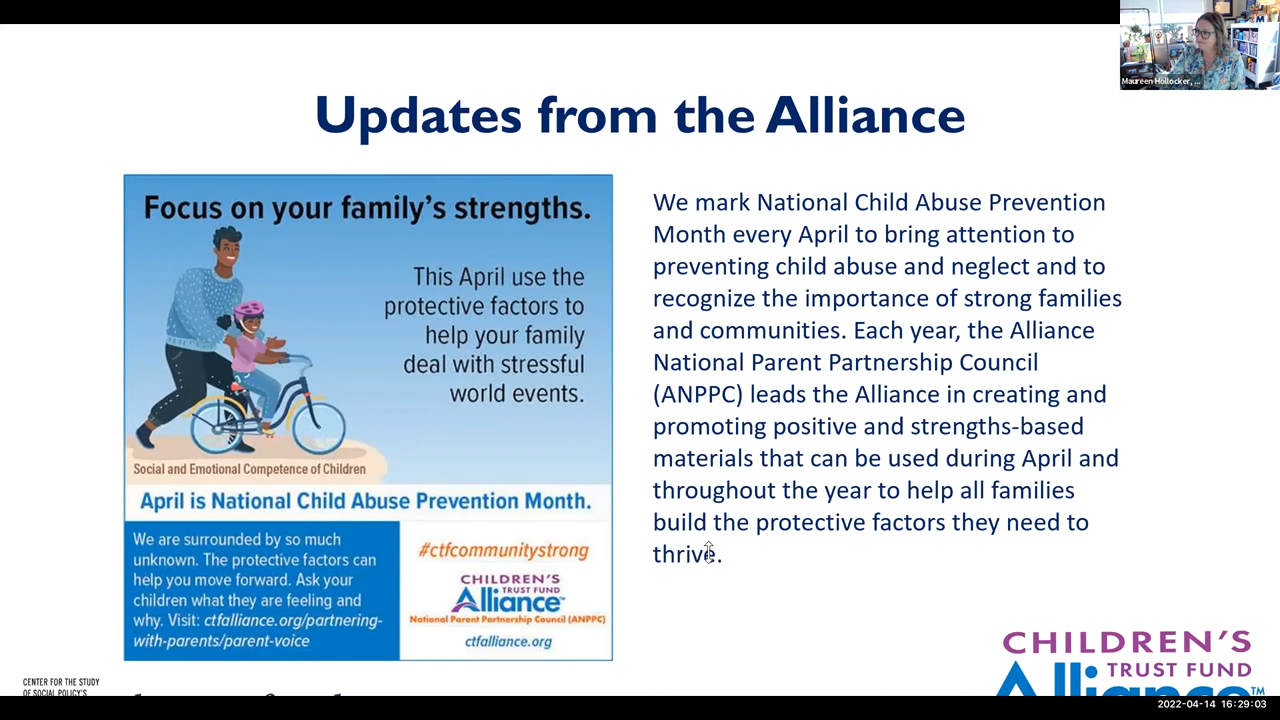 Maureen Hollocker, ...
Updates from the Alliance
Focus on your family's strengths.
This April use the
protective factors to
help your family
deal with stressful
world events.
Social and Emotional Competence of Children
April is National Child Abuse Prevention Month.
We are surrounded by so much
unknown. The protective factors can
help you move forward. Ask your
children what they are feeling and
why. Visit: ctfalliance.org/partnering-
with-parents/parent-voice
#ctfcommunitystrong
CHILDREN'S
TRUST FUND
Alliance™
National Parent Partnership Council (ANPPC)
ctfalliance.org
We mark National Child Abuse Prevention
Month every April to bring attention to
preventing child abuse and neglect and to
recognize the importance of strong families
and communities. Each year, the Alliance
National Parent Partnership Council
(ANPPC) leads the Alliance in creating and
promoting positive and strengths-based
materials that can be used during April and
throughout the year to help all families
build the protective factors they need to
thrive.
CENTER FOR THE STUDY
OF SOCIAL POLICY'S
CHILDREN'S
TRUST FUND
Alliance™
2022-04-14 16:29:03